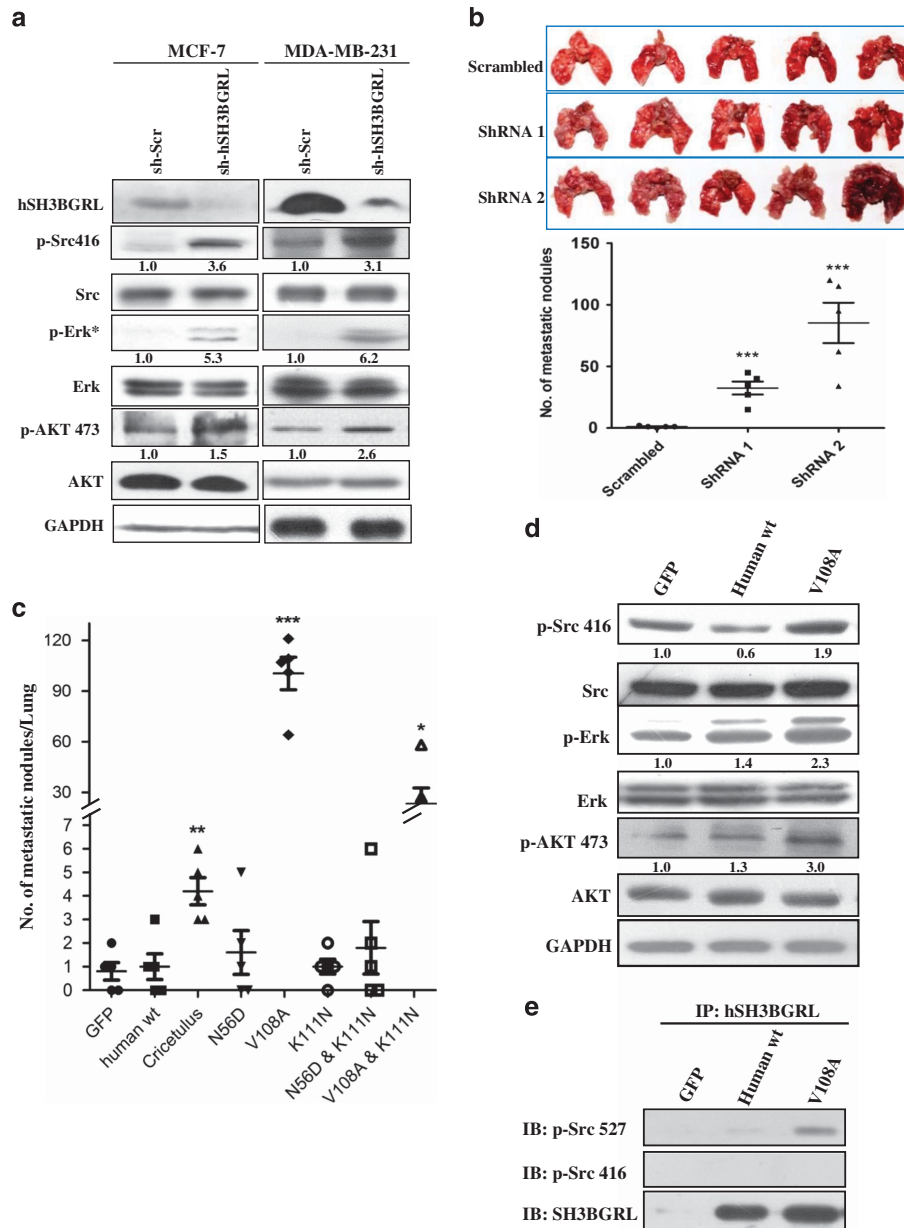 a
MCF-7 MDA-MB-231
sh-Scr sh-hSH3BGRL sh-Scr sh-hSH3BGRL
hSH3BGRL
p-Src416
1.0 3.6 1.0 3.1
Src
p-Erk*
1.0 5.3 1.0 6.2
Erk
p-AKT 473
1.0 1.5 1.0 2.6
AKT
GAPDH
b
Scrambled
ShRNA 1
ShRNA 2
No. of metastatic nodules
150
100
50
0
***
***
Scrambled ShRNA 1 ShRNA 2
c
No. of metastatic nodules/Lung
120
90
60
30
7
6
5
4
3
2
1
0
**
***
*
GFP human wt Cricetulus N56D V108A K111N N56D & K111N V108A & K111N
d
GFP Human wt V108A
p-Src 416
1.0 0.6 1.9
Src
p-Erk
1.0 1.4 2.3
Erk
p-AKT 473
1.0 1.3 3.0
AKT
GAPDH
e
IP: hSH3BGRL
GFP Human wt V108A
IB: p-Src 527
IB: p-Src 416
IB: SH3BGRL